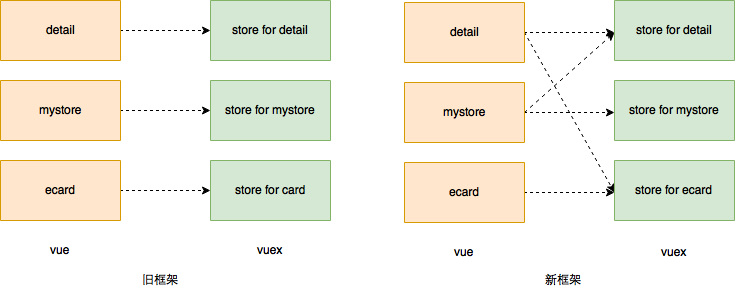 detail
store for detail
mystore
store for mystore
ecard
store for card
vue
vuex
旧框架
detail
store for detail
mystore
store for mystore
ecard
store for ecard
vue
vuex
新框架